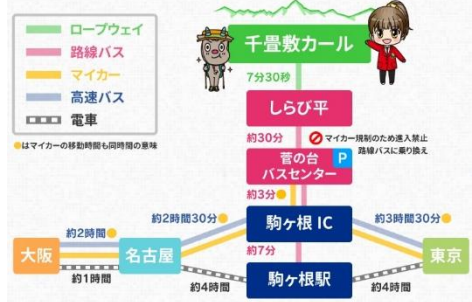 ロープウェイ
路線バス
マイカー
高速バス
電車
●はマイカーの移動時間も同時間の意味
千畳敷カール
7分30秒
しらび平
約30分
マイカー規制のため進入禁止
路線バスに乗り換え
菅の台
バスセンター
P
約3分
駒ヶ根 IC
約2時間30分
約3時間30分
約2時間
大阪
名古屋
東京
約7分
約1時間
約4時間
駒ヶ根駅
約4時間